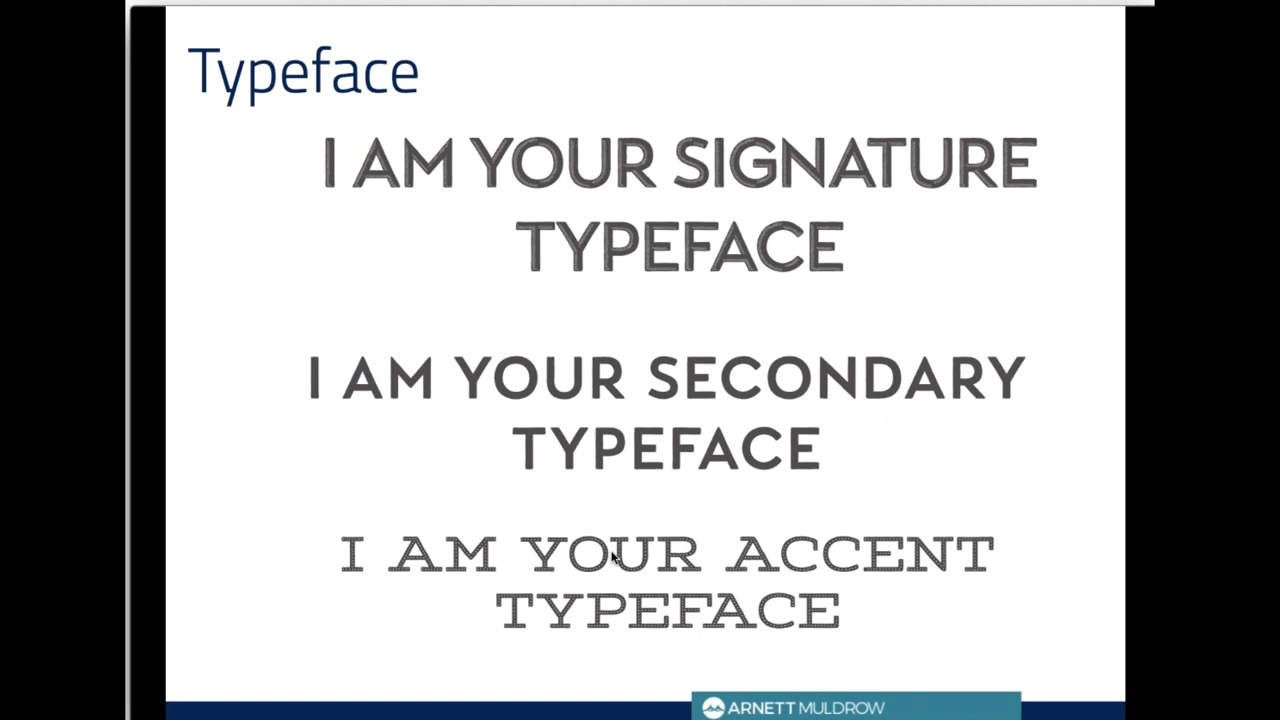 Typeface
I AM YOUR SIGNATURE
TYPEFACE
I AM YOUR SECONDARY
TYPEFACE
I AM YOUR ACCENT
TYPEFACE
ARNETT MULDROW